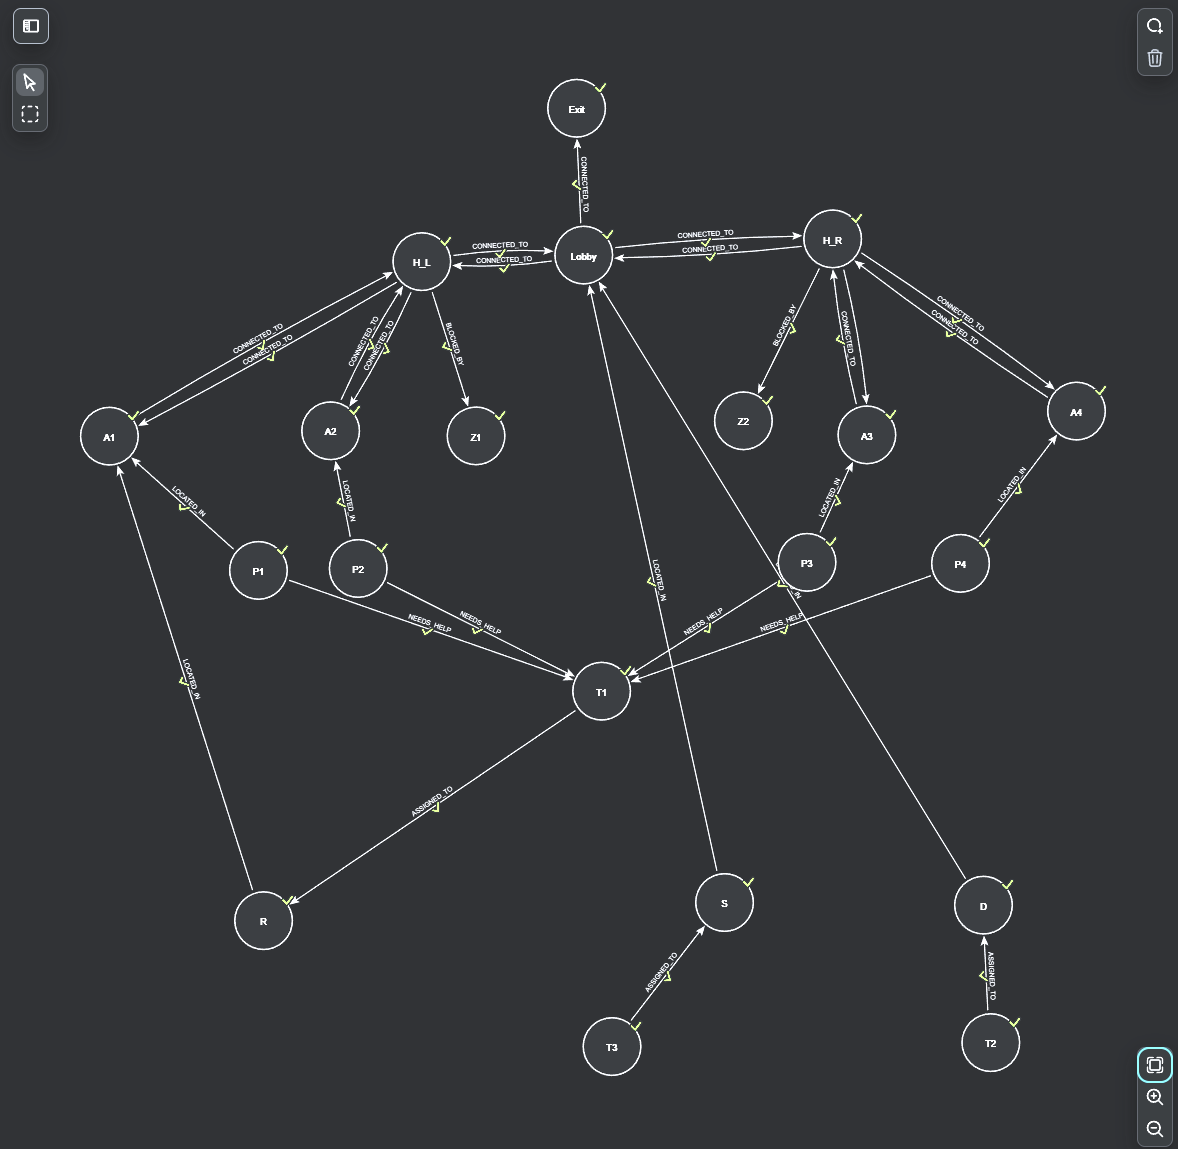 Exit
CONNECTED_TO
H_R
CONNECTED_TO
CONNECTED_TO
Lobby
H_L
CONNECTED_TO
CONNECTED_TO
CONNECTED_TO
CONNECTED_TO
CONNECTED_TO
CONNECTED_TO
BLOCKED_BY
BLOCKED_BY
CONNECTED_TO
CONNECTED_TO
CONNECTED_TO
A1
A2
Z1
Z2
A3
A4
LOCATED_IN
LOCATED_IN
LOCATED_IN
LOCATED_IN
P1
P2
LOCATED_IN
P3
P4
IN
NEEDS_HELP
NEEDS_HELP
NEEDS_HELP
NEEDS_HELP
T1
LOCATED_IN
ASSIGNED_TO
R
S
D
ASSIGNED_TO
ASSIGNED_TO
T3
T2